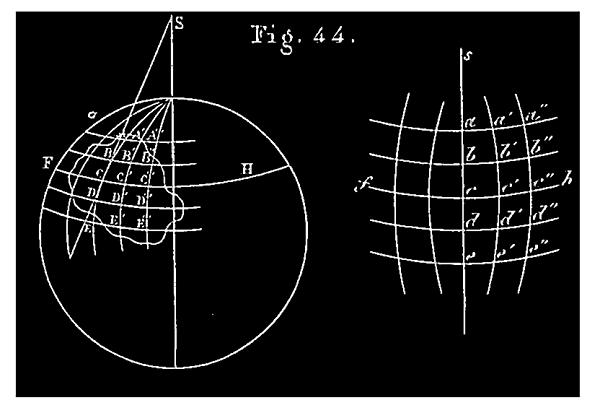 S
Fig. 44.
s
G
a a' a"
A' A"
B B' B"
b b' b"
F
H
C C' C"
f
c c' c"
h
D D' D"
d d' d"
E E' E"
e e' e"